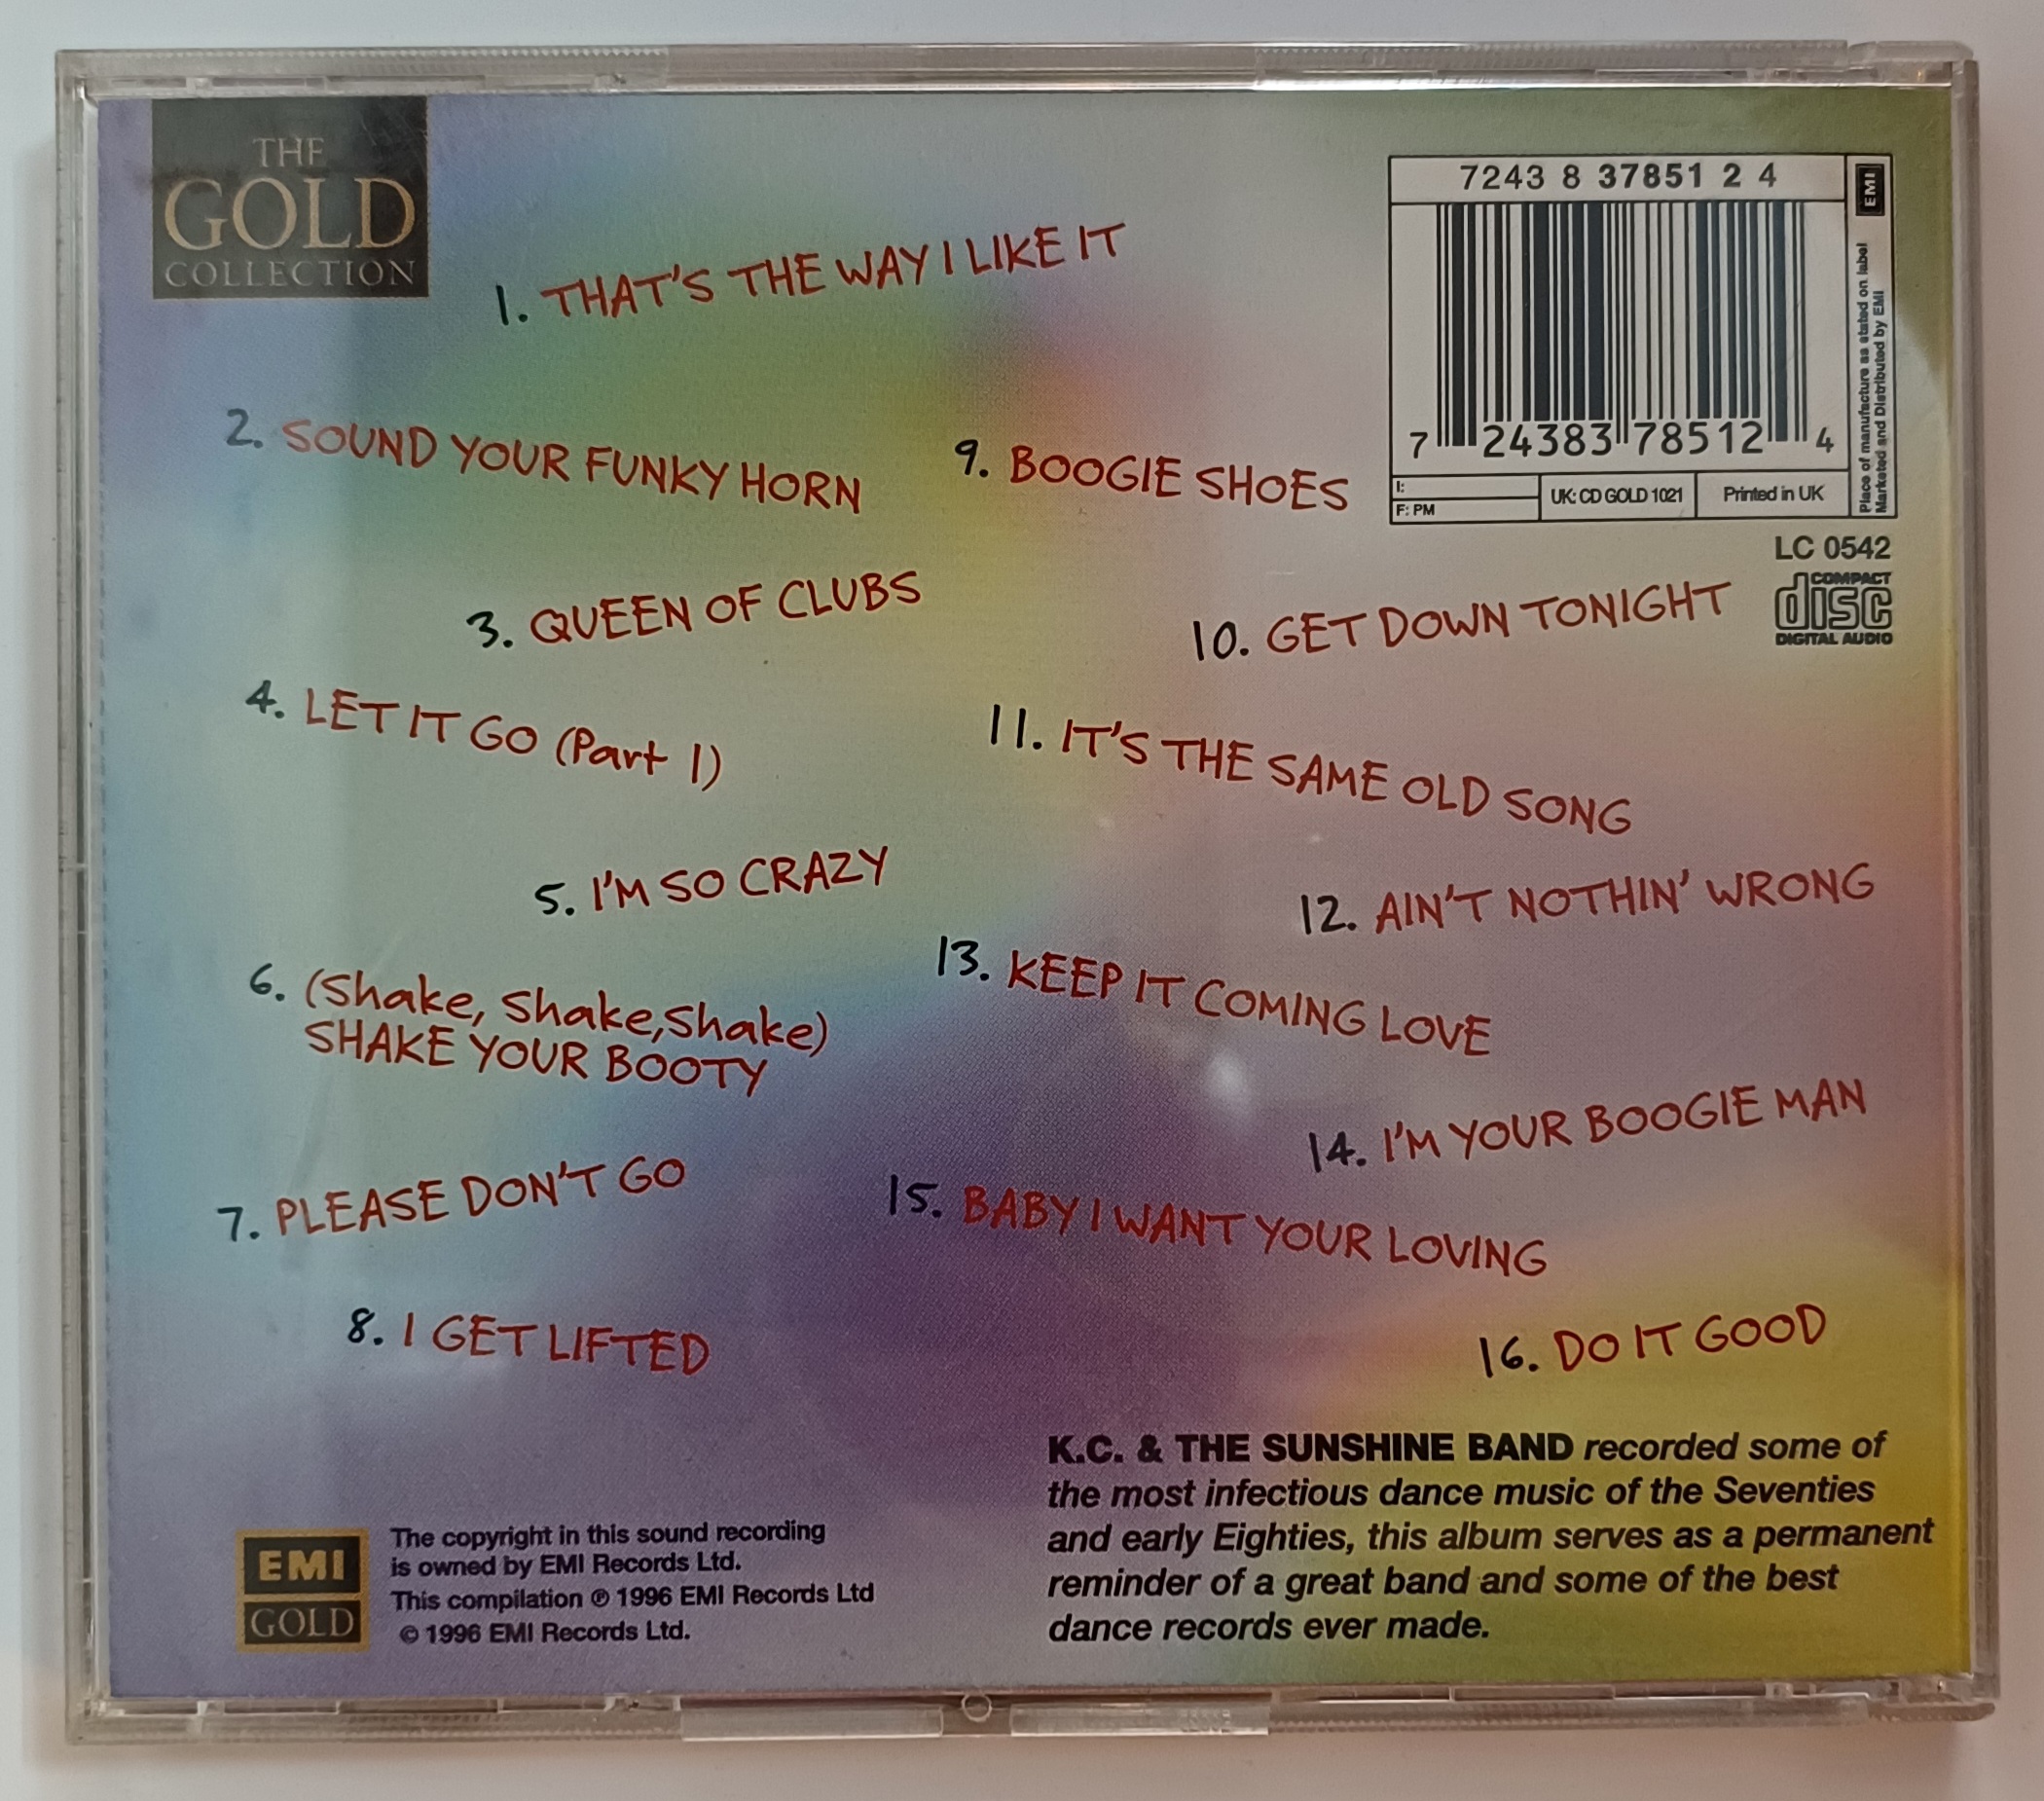 THE
GOLD
COLLECTION
1. THAT'S THE WAY I LIKE IT
2. SOUND YOUR FUNKY HORN
3. QUEEN OF CLUBS
4. LET IT GO (Part 1)
5. I'M SO CRAZY
6. (Shake, Shake, Shake)
SHAKE YOUR BOOTY
7. PLEASE DON'T GO
8. I GET LIFTED
9. BOOGIE SHOES
10. GET DOWN TONIGHT
11. IT'S THE SAME OLD SONG
12. AIN'T NOTHIN' WRONG
13. KEEP IT COMING LOVE
14. I'M YOUR BOOGIE MAN
15. BABY I WANT YOUR LOVING
16. DO IT GOOD
7243 8 37851 2 4
7 24383 78512 4
I:
F: PM
UK: CD GOLD 1021
Printed in UK
EMI
Place of manufacture as stated on label
Marketed and Distributed by EMI
LC 0542
COMPACT
disc
DIGITAL AUDIO
K.C. & THE SUNSHINE BAND recorded some of
the most infectious dance music of the Seventies
and early Eighties, this album serves as a permanent
reminder of a great band and some of the best
dance records ever made.
EMI
GOLD
The copyright in this sound recording
is owned by EMI Records Ltd.
This compilation ℗ 1996 EMI Records Ltd
© 1996 EMI Records Ltd.